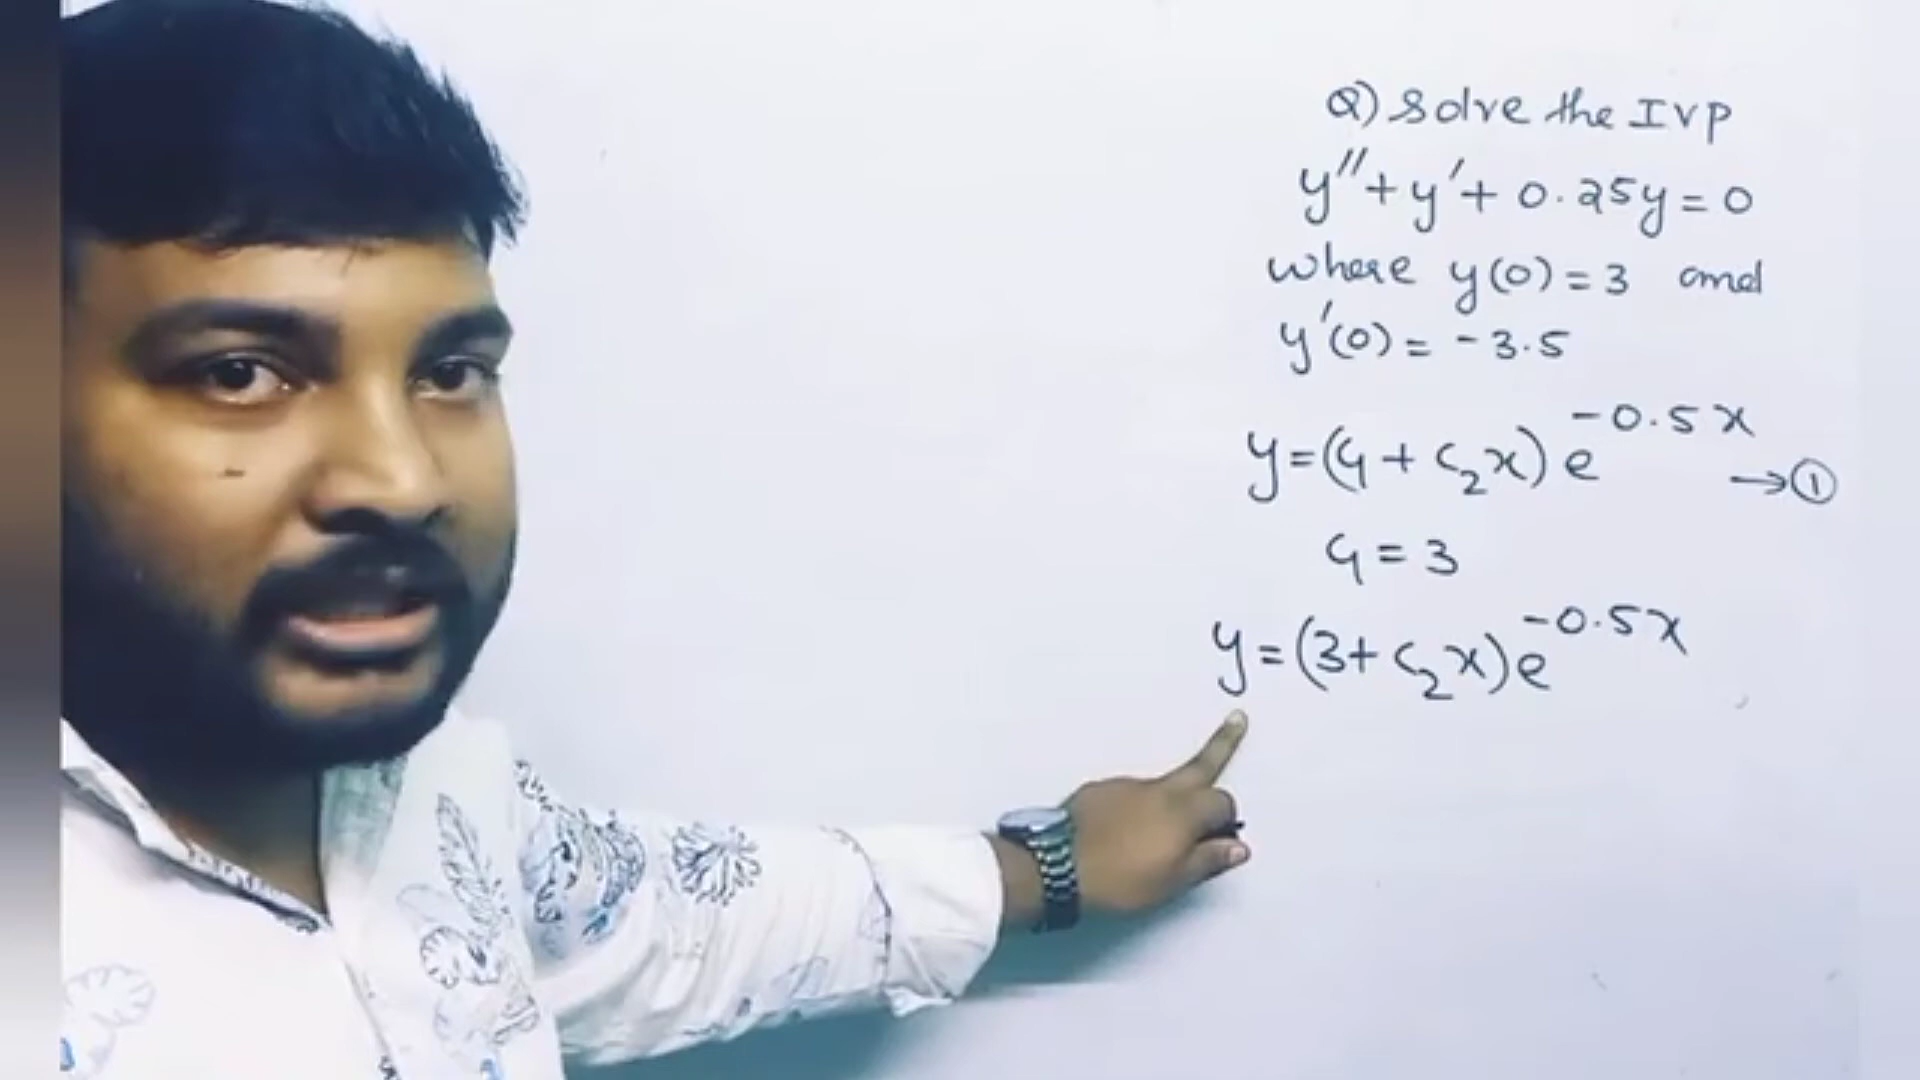 Q) Solve the IVP
y''+y'+0.25y=0
where y(0)=3 and
y'(0)=-3.5
y=(c₁+c₂x)e^-0.5x →①
c₁=3
y=(3+c₂x)e^-0.5x